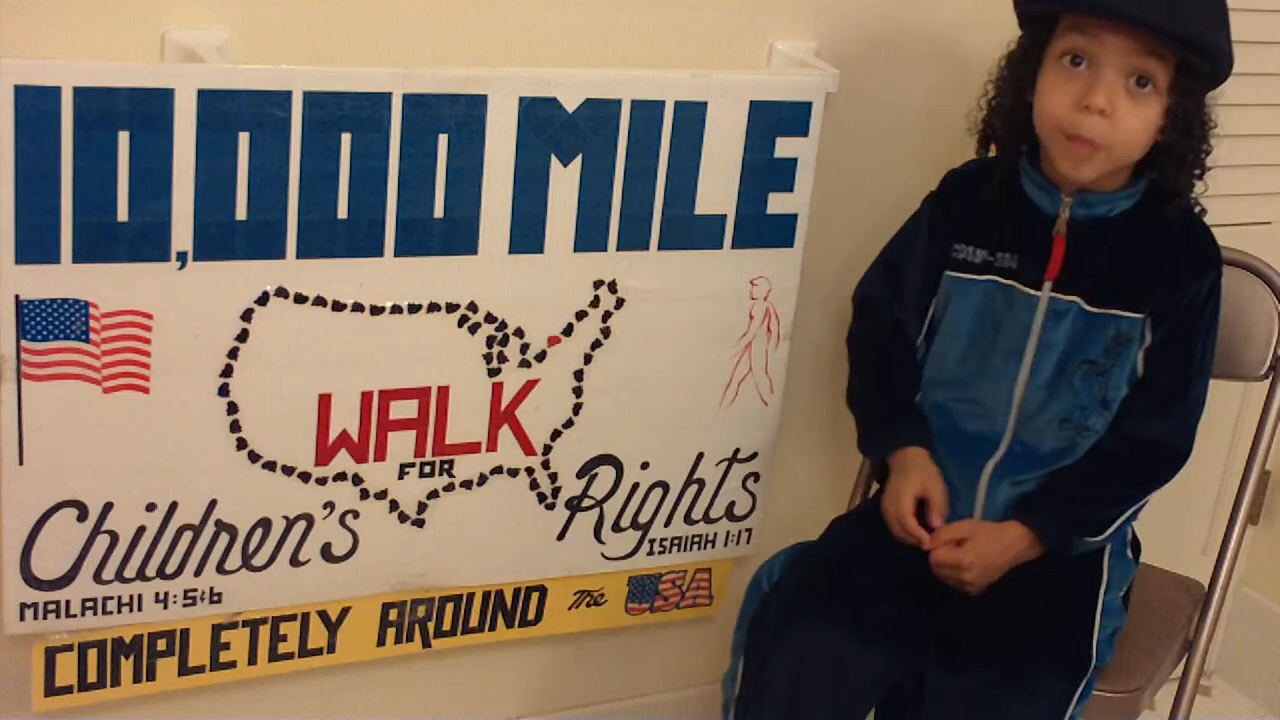 10,000 MILE
WALK
FOR
Children's Rights
ISAIAH 1:17
MALACHI 4:5&6
COMPLETELY AROUND The USA